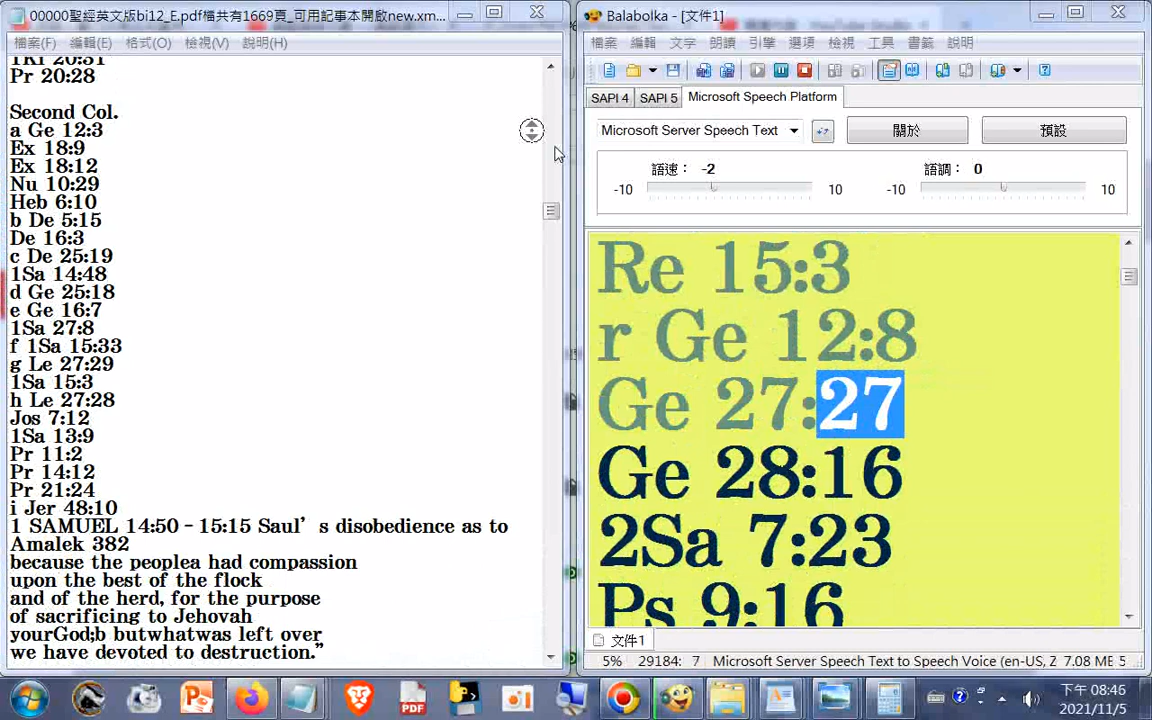 00000聖經英文版bi12_E.pdf檔共有1669頁_可用記事本開啟new.xm...
檔案(F) 編輯(E) 格式(O) 檢視(V) 說明(H)
Pr 20:28
Second Col.
a Ge 12:3
Ex 18:9
Ex 18:12
Nu 10:29
Heb 6:10
b De 5:15
De 16:3
c De 25:19
1Sa 14:48
d Ge 25:18
e Ge 16:7
1Sa 27:8
f 1Sa 15:33
g Le 27:29
1Sa 15:3
h Le 27:28
Jos 7:12
1Sa 13:9
Pr 11:2
Pr 14:12
Pr 21:24
i Jer 48:10
1 SAMUEL 14:50–15:15 Saul’s disobedience as to
Amalek 382
because the peoplea had compassion
upon the best of the flock
and of the herd, for the purpose
of sacrificing to Jehovah
yourGod;b butwhatwas left over
we have devoted to destruction.”
Balabolka - [文件1]
檔案 編輯 文字 朗讀 引擎 選項 檢視 工具 書籤 說明
SAPI 4 SAPI 5 Microsoft Speech Platform
Microsoft Server Speech Text 關於 預設
語速： -2 語調： 0
-10 10 -10 10
Re 15:3
r Ge 12:8
Ge 27:27
Ge 28:16
2Sa 7:23
Ps 9:16
文件1
5% 29184: 7 Microsoft Server Speech Text to Speech Voice (en-US, Z 7.08 MB 5
PDF
下午 08:46
2021/11/5